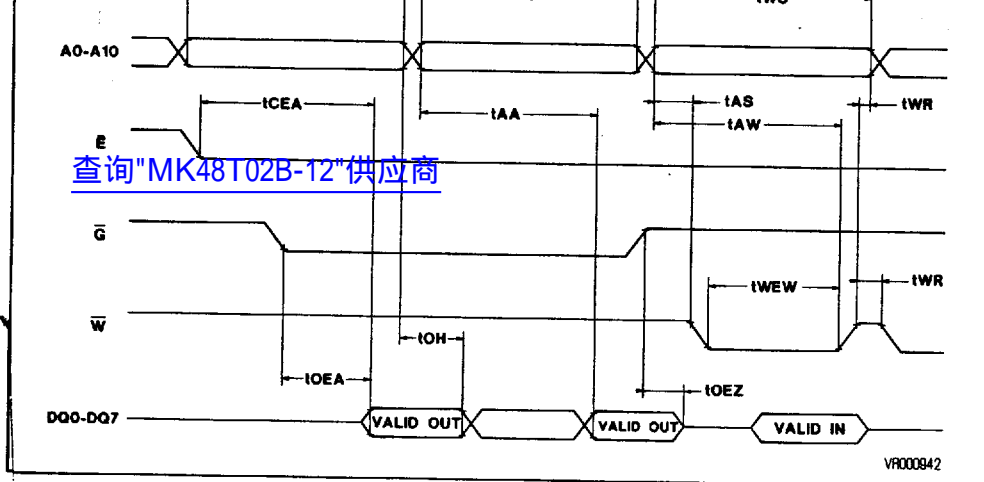 A0-A10
tCEA
tAA
tAS
tWR
tAW
E
查询"MK48T02B-12"供应商
G
tWEW
tWR
W
tOH
tOEA
tOEZ
DQ0-DQ7
VALID OUT
VALID OUT
VALID IN
VR000942